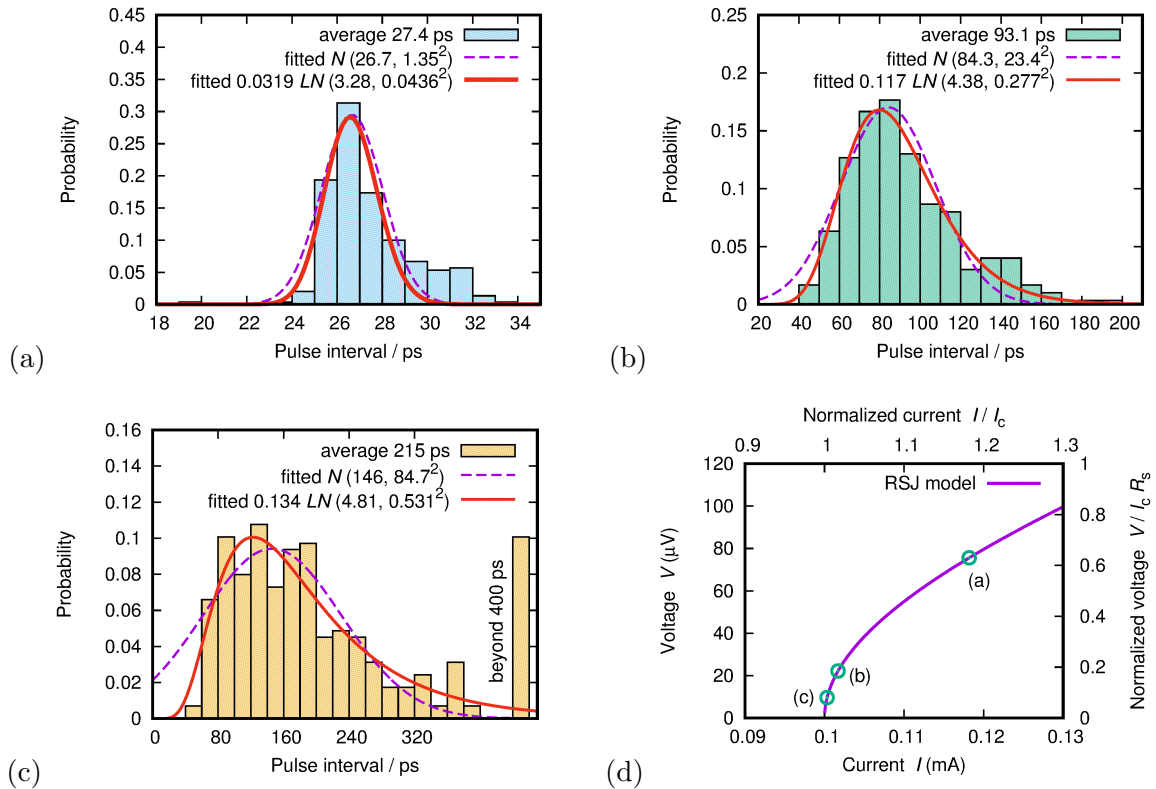 0.45
0.4
0.35
0.3
0.25
0.2
0.15
0.1
0.05
0
Probability
average 27.4 ps
fitted N (26.7, 1.35²)
fitted 0.0319 LN (3.28, 0.0436²)
18 20 22 24 26 28 30 32 34
Pulse interval / ps
(a)
0.25
0.2
0.15
0.1
0.05
0
Probability
average 93.1 ps
fitted N (84.3, 23.4²)
fitted 0.117 LN (4.38, 0.277²)
20 40 60 80 100 120 140 160 180 200
Pulse interval / ps
(b)
0.16
0.14
0.12
0.1
0.08
0.06
0.04
0.02
0
Probability
average 215 ps
fitted N (146, 84.7²)
fitted 0.134 LN (4.81, 0.531²)
beyond 400 ps
0 80 160 240 320
Pulse interval / ps
(c)
Normalized current I / Ic
0.9 1 1.1 1.2 1.3
120
100
80
60
40
20
0
Voltage V (μV)
RSJ model
(a)
(b)
(c)
1
0.8
0.6
0.4
0.2
0
Normalized voltage V / Ic Rs
0.09 0.1 0.11 0.12 0.13
Current I (mA)
(d)